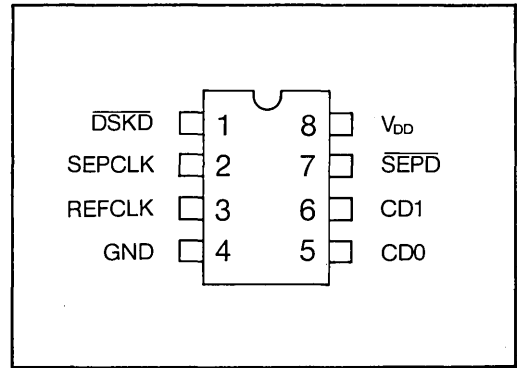 DSKD 1 8 VDD
SEPCLK 2 7 SEPD
REFCLK 3 6 CD1
GND 4 5 CD0